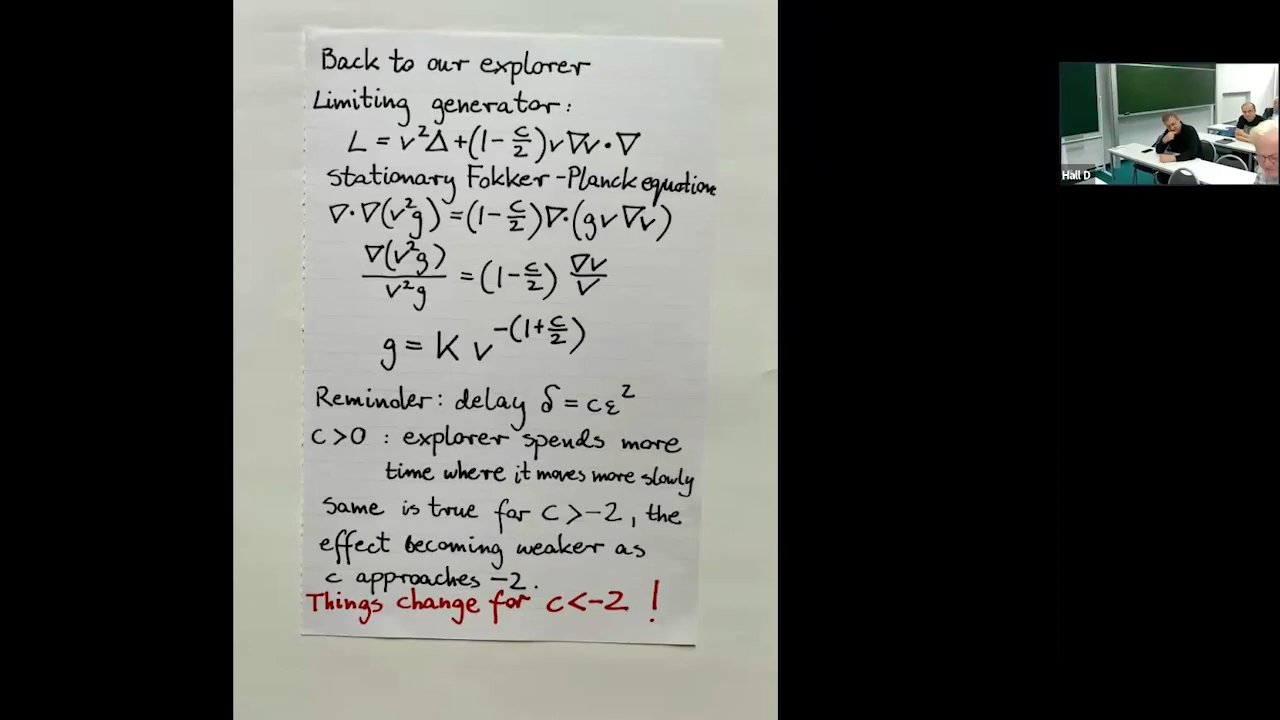 Back to our explorer
Limiting generator:
L = v²Δ + (1 - c/2) v∇v·∇
Stationary Fokker-Planck equation
∇·∇(v²g) = (1 - c/2)∇·(gv∇v)
∇(v²g)/v²g = (1 - c/2) ∇v/v
g = K v^-(1 + c/2)
Reminder: delay δ = cε²
c > 0 : explorer spends more
time where it moves more slowly
same is true for c > -2, the
effect becoming weaker as
c approaches -2.
Things change for c < -2 !
Hall D